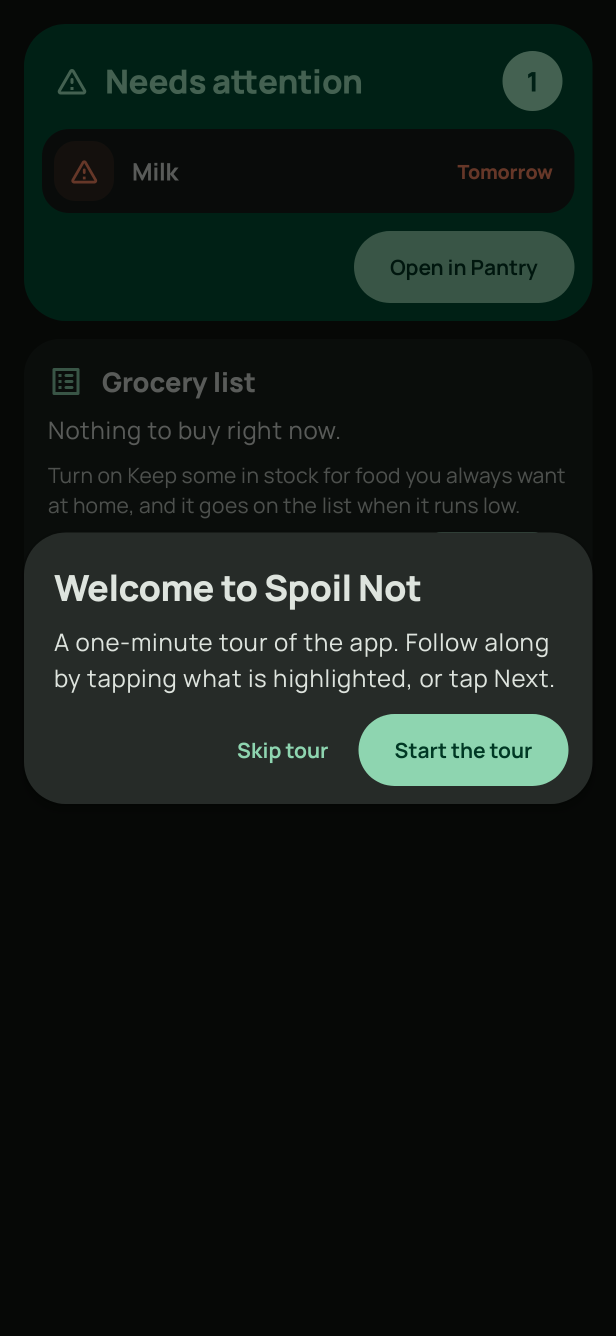 Needs attention
1
Milk
Tomorrow
Open in Pantry
Grocery list
Nothing to buy right now.
Turn on Keep some in stock for food you always want
at home, and it goes on the list when it runs low.
Welcome to Spoil Not
A one-minute tour of the app. Follow along
by tapping what is highlighted, or tap Next.
Skip tour
Start the tour